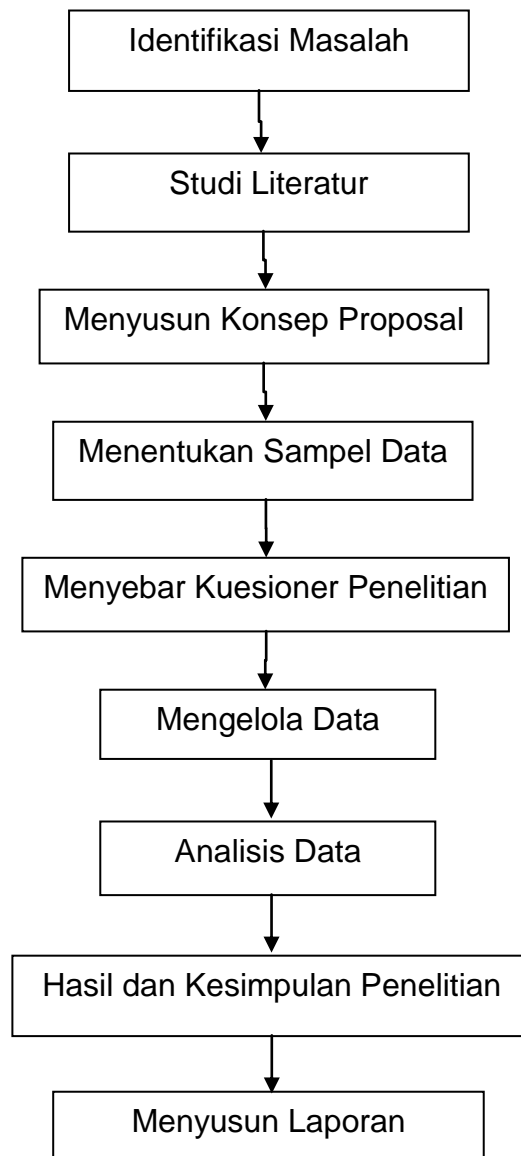 Identifikasi Masalah
Studi Literatur
Menyusun Konsep Proposal
Menentukan Sampel Data
Menyebar Kuesioner Penelitian
Mengelola Data
Analisis Data
Hasil dan Kesimpulan Penelitian
Menyusun Laporan